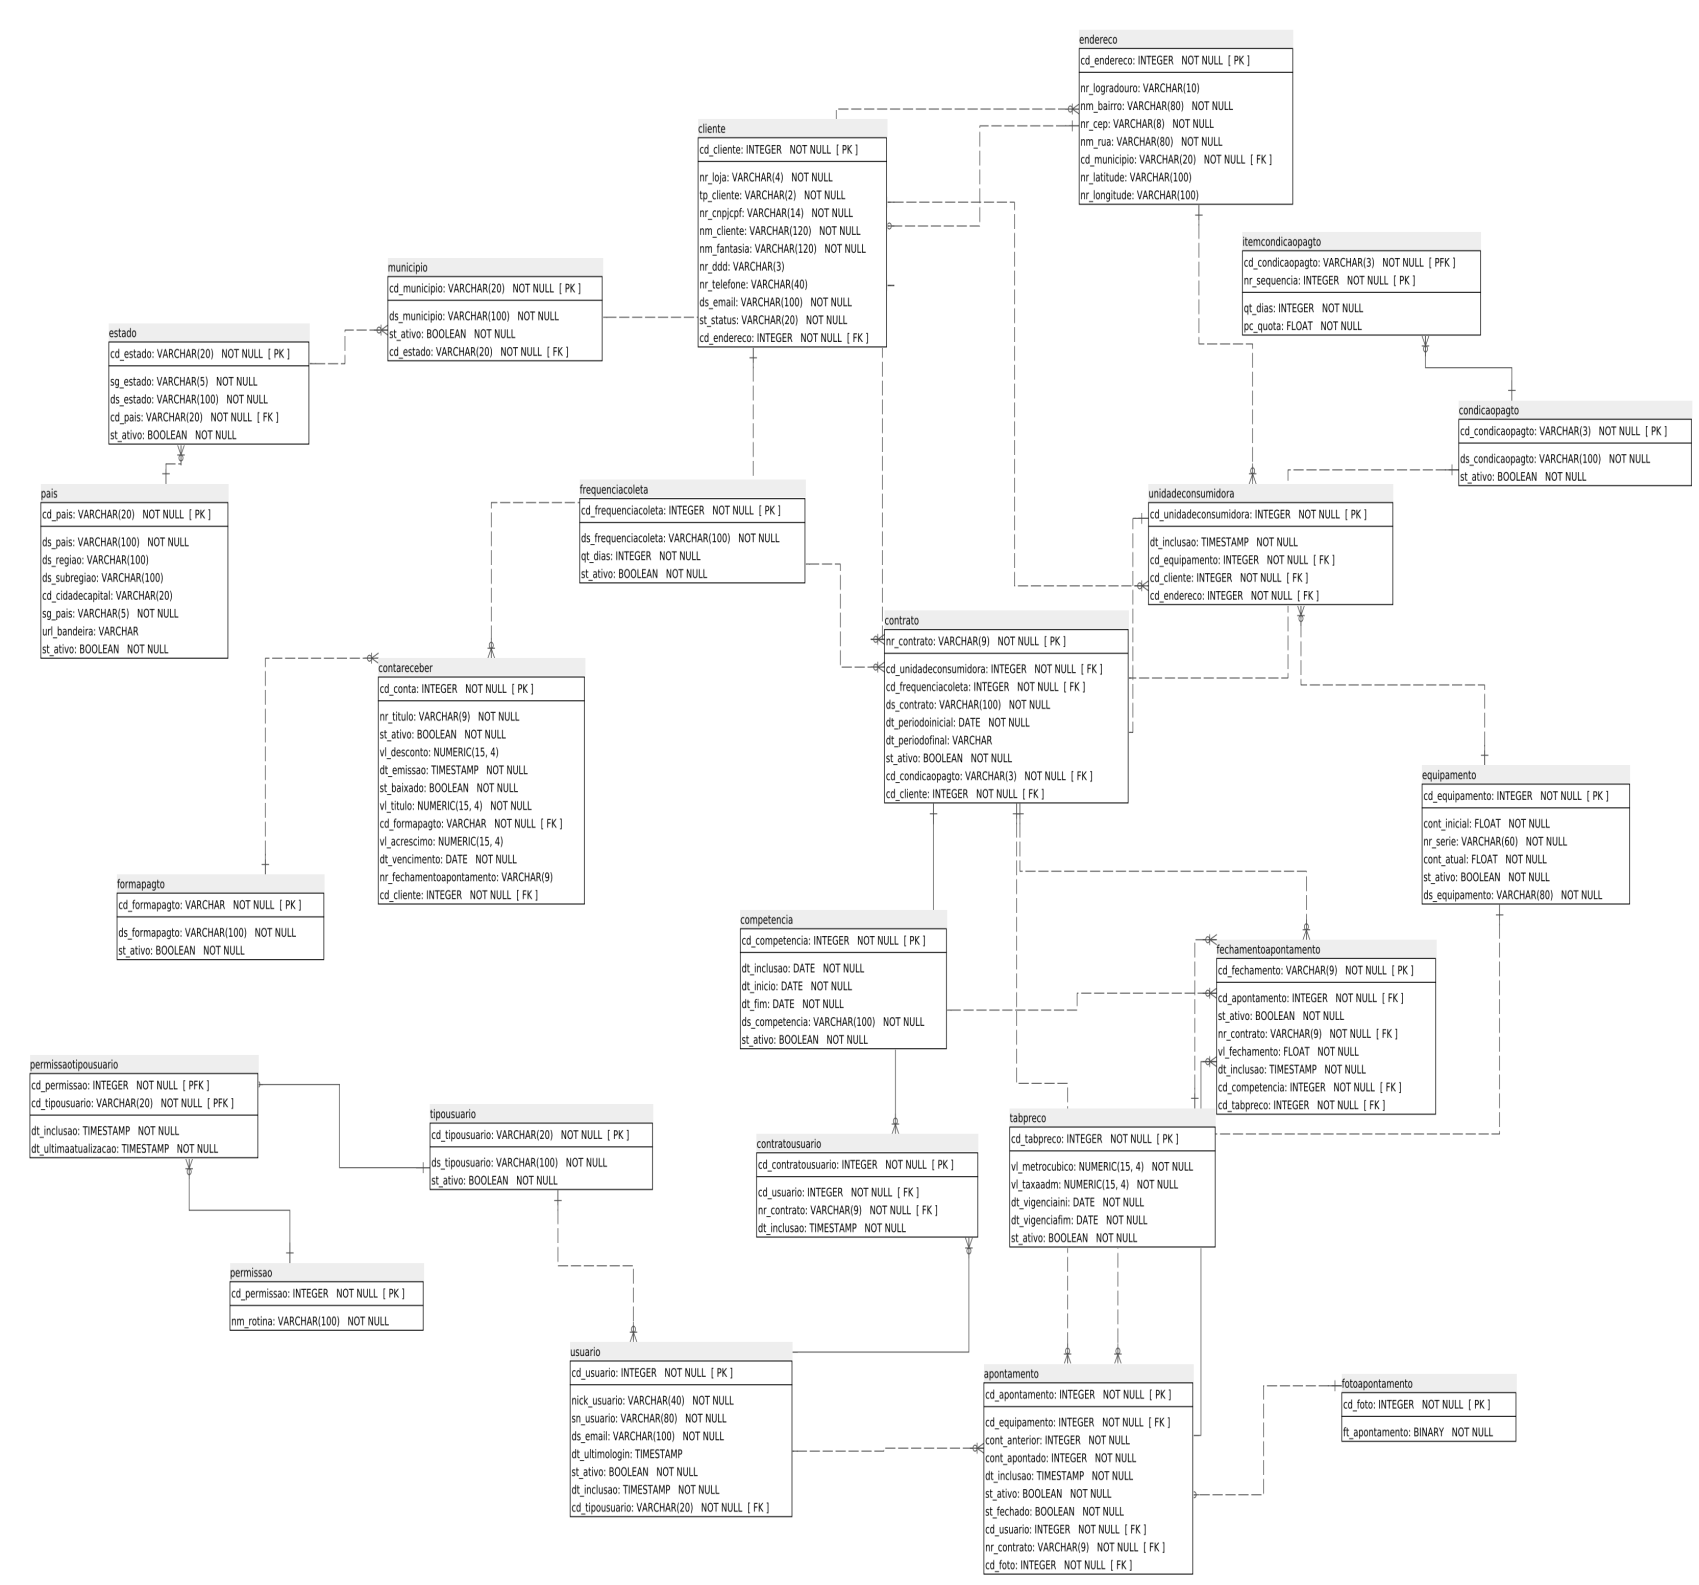 endereco
cd_endereco: INTEGER NOT NULL [ PK ]
nr_logradouro: VARCHAR(10)
nm_bairro: VARCHAR(80) NOT NULL
nr_cep: VARCHAR(8) NOT NULL
nm_rua: VARCHAR(80) NOT NULL
cd_municipio: VARCHAR(20) NOT NULL [ FK ]
nr_latitude: VARCHAR(100)
nr_longitude: VARCHAR(100)
cliente
cd_cliente: INTEGER NOT NULL [ PK ]
nr_loja: VARCHAR(4) NOT NULL
tp_cliente: VARCHAR(2) NOT NULL
nr_cnpjcpf: VARCHAR(14) NOT NULL
nm_cliente: VARCHAR(120) NOT NULL
nm_fantasia: VARCHAR(120) NOT NULL
nr_ddd: VARCHAR(3)
nr_telefone: VARCHAR(40)
ds_email: VARCHAR(100) NOT NULL
st_status: VARCHAR(20) NOT NULL
cd_endereco: INTEGER NOT NULL [ FK ]
itemcondicaopagto
cd_condicaopagto: VARCHAR(3) NOT NULL [ PFK ]
nr_sequencia: INTEGER NOT NULL [ PK ]
qt_dias: INTEGER NOT NULL
pc_quota: FLOAT NOT NULL
municipio
cd_municipio: VARCHAR(20) NOT NULL [ PK ]
ds_municipio: VARCHAR(100) NOT NULL
st_ativo: BOOLEAN NOT NULL
cd_estado: VARCHAR(20) NOT NULL [ FK ]
estado
cd_estado: VARCHAR(20) NOT NULL [ PK ]
sg_estado: VARCHAR(5) NOT NULL
ds_estado: VARCHAR(100) NOT NULL
cd_pais: VARCHAR(20) NOT NULL [ FK ]
st_ativo: BOOLEAN NOT NULL
condicaopagto
cd_condicaopagto: VARCHAR(3) NOT NULL [ PK ]
ds_condicaopagto: VARCHAR(100) NOT NULL
st_ativo: BOOLEAN NOT NULL
pais
cd_pais: VARCHAR(20) NOT NULL [ PK ]
ds_pais: VARCHAR(100) NOT NULL
ds_regiao: VARCHAR(100)
ds_subregiao: VARCHAR(100)
cd_cidadecapital: VARCHAR(20)
sg_pais: VARCHAR(5) NOT NULL
url_bandeira: VARCHAR
st_ativo: BOOLEAN NOT NULL
frequenciacoleta
cd_frequenciacoleta: INTEGER NOT NULL [ PK ]
ds_frequenciacoleta: VARCHAR(100) NOT NULL
qt_dias: INTEGER NOT NULL
st_ativo: BOOLEAN NOT NULL
unidadeconsumidora
cd_unidadeconsumidora: INTEGER NOT NULL [ PK ]
dt_inclusao: TIMESTAMP NOT NULL
cd_equipamento: INTEGER NOT NULL [ FK ]
cd_cliente: INTEGER NOT NULL [ FK ]
cd_endereco: INTEGER NOT NULL [ FK ]
contrato
nr_contrato: VARCHAR(9) NOT NULL [ PK ]
cd_unidadeconsumidora: INTEGER NOT NULL [ FK ]
cd_frequenciacoleta: INTEGER NOT NULL [ FK ]
ds_contrato: VARCHAR(100) NOT NULL
dt_periodoinicial: DATE NOT NULL
dt_periodofinal: VARCHAR
st_ativo: BOOLEAN NOT NULL
cd_condicaopagto: VARCHAR(3) NOT NULL [ FK ]
cd_cliente: INTEGER NOT NULL [ FK ]
contareceber
cd_conta: INTEGER NOT NULL [ PK ]
nr_titulo: VARCHAR(9) NOT NULL
st_ativo: BOOLEAN NOT NULL
vl_desconto: NUMERIC(15, 4)
dt_emissao: TIMESTAMP NOT NULL
st_baixado: BOOLEAN NOT NULL
vl_titulo: NUMERIC(15, 4) NOT NULL
cd_formapagto: VARCHAR NOT NULL [ FK ]
vl_acrescimo: NUMERIC(15, 4)
dt_vencimento: DATE NOT NULL
nr_fechamentoapontamento: VARCHAR(9)
cd_cliente: INTEGER NOT NULL [ FK ]
equipamento
cd_equipamento: INTEGER NOT NULL [ PK ]
cont_inicial: FLOAT NOT NULL
nr_serie: VARCHAR(60) NOT NULL
cont_atual: FLOAT NOT NULL
st_ativo: BOOLEAN NOT NULL
ds_equipamento: VARCHAR(80) NOT NULL
formapagto
cd_formapagto: VARCHAR NOT NULL [ PK ]
ds_formapagto: VARCHAR(100) NOT NULL
st_ativo: BOOLEAN NOT NULL
competencia
cd_competencia: INTEGER NOT NULL [ PK ]
dt_inclusao: DATE NOT NULL
dt_inicio: DATE NOT NULL
dt_fim: DATE NOT NULL
ds_competencia: VARCHAR(100) NOT NULL
st_ativo: BOOLEAN NOT NULL
fechamentoapontamento
cd_fechamento: VARCHAR(9) NOT NULL [ PK ]
cd_apontamento: INTEGER NOT NULL [ FK ]
st_ativo: BOOLEAN NOT NULL
nr_contrato: VARCHAR(9) NOT NULL [ FK ]
vl_fechamento: FLOAT NOT NULL
dt_inclusao: TIMESTAMP NOT NULL
cd_competencia: INTEGER NOT NULL [ FK ]
cd_tabpreco: INTEGER NOT NULL [ FK ]
permissaotipousuario
cd_permissao: INTEGER NOT NULL [ PFK ]
cd_tipousuario: VARCHAR(20) NOT NULL [ PFK ]
dt_inclusao: TIMESTAMP NOT NULL
dt_ultimaatualizacao: TIMESTAMP NOT NULL
tipousuario
cd_tipousuario: VARCHAR(20) NOT NULL [ PK ]
ds_tipousuario: VARCHAR(100) NOT NULL
st_ativo: BOOLEAN NOT NULL
contratousuario
cd_contratousuario: INTEGER NOT NULL [ PK ]
cd_usuario: INTEGER NOT NULL [ FK ]
nr_contrato: VARCHAR(9) NOT NULL [ FK ]
dt_inclusao: TIMESTAMP NOT NULL
tabpreco
cd_tabpreco: INTEGER NOT NULL [ PK ]
vl_metrocubico: NUMERIC(15, 4) NOT NULL
vl_taxaadm: NUMERIC(15, 4) NOT NULL
dt_vigenciaini: DATE NOT NULL
dt_vigenciafim: DATE NOT NULL
st_ativo: BOOLEAN NOT NULL
permissao
cd_permissao: INTEGER NOT NULL [ PK ]
nm_rotina: VARCHAR(100) NOT NULL
usuario
cd_usuario: INTEGER NOT NULL [ PK ]
nick_usuario: VARCHAR(40) NOT NULL
sn_usuario: VARCHAR(80) NOT NULL
ds_email: VARCHAR(100) NOT NULL
dt_ultimologin: TIMESTAMP
st_ativo: BOOLEAN NOT NULL
dt_inclusao: TIMESTAMP NOT NULL
cd_tipousuario: VARCHAR(20) NOT NULL [ FK ]
apontamento
cd_apontamento: INTEGER NOT NULL [ PK ]
cd_equipamento: INTEGER NOT NULL [ FK ]
cont_anterior: INTEGER NOT NULL
cont_apontado: INTEGER NOT NULL
dt_inclusao: TIMESTAMP NOT NULL
st_ativo: BOOLEAN NOT NULL
st_fechado: BOOLEAN NOT NULL
cd_usuario: INTEGER NOT NULL [ FK ]
nr_contrato: VARCHAR(9) NOT NULL [ FK ]
cd_foto: INTEGER NOT NULL [ FK ]
fotoapontamento
cd_foto: INTEGER NOT NULL [ PK ]
ft_apontamento: BINARY NOT NULL